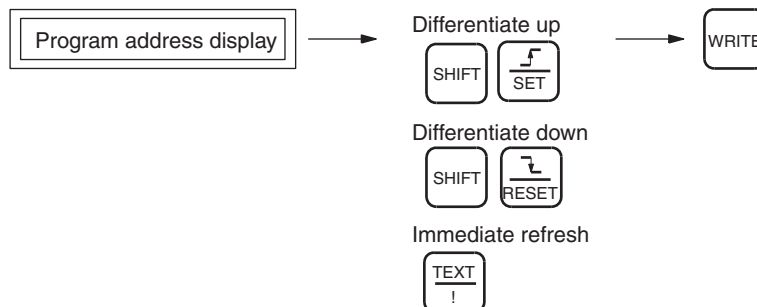 Program address display
Differentiate up
SHIFT
SET
WRITE
Differentiate down
SHIFT
RESET
Immediate refresh
TEXT
!